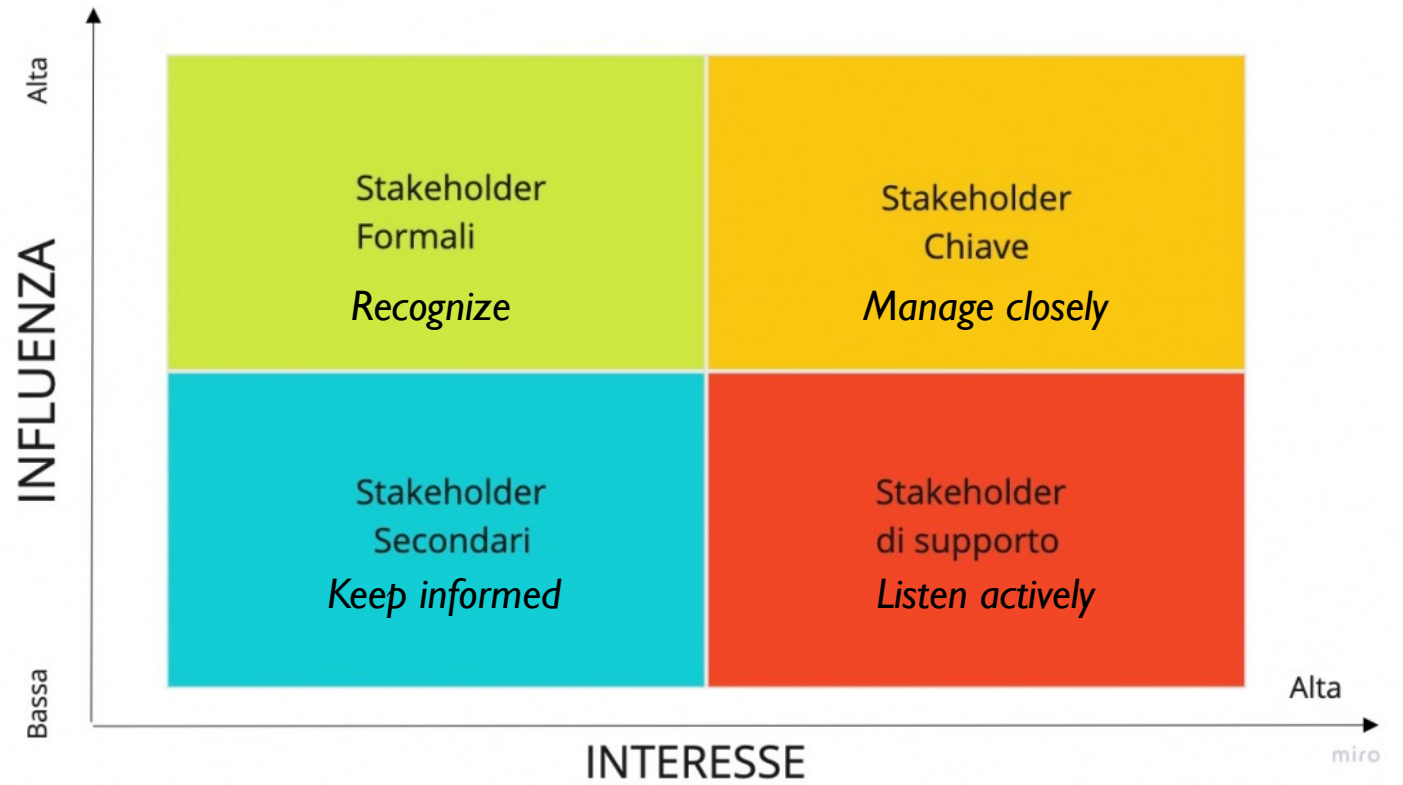 Alta
INFLUENZA
Bassa
Stakeholder
Formali
Recognize
Stakeholder
Chiave
Manage closely
Stakeholder
Secondari
Keep informed
Stakeholder
di supporto
Listen actively
Alta
INTERESSE
miro